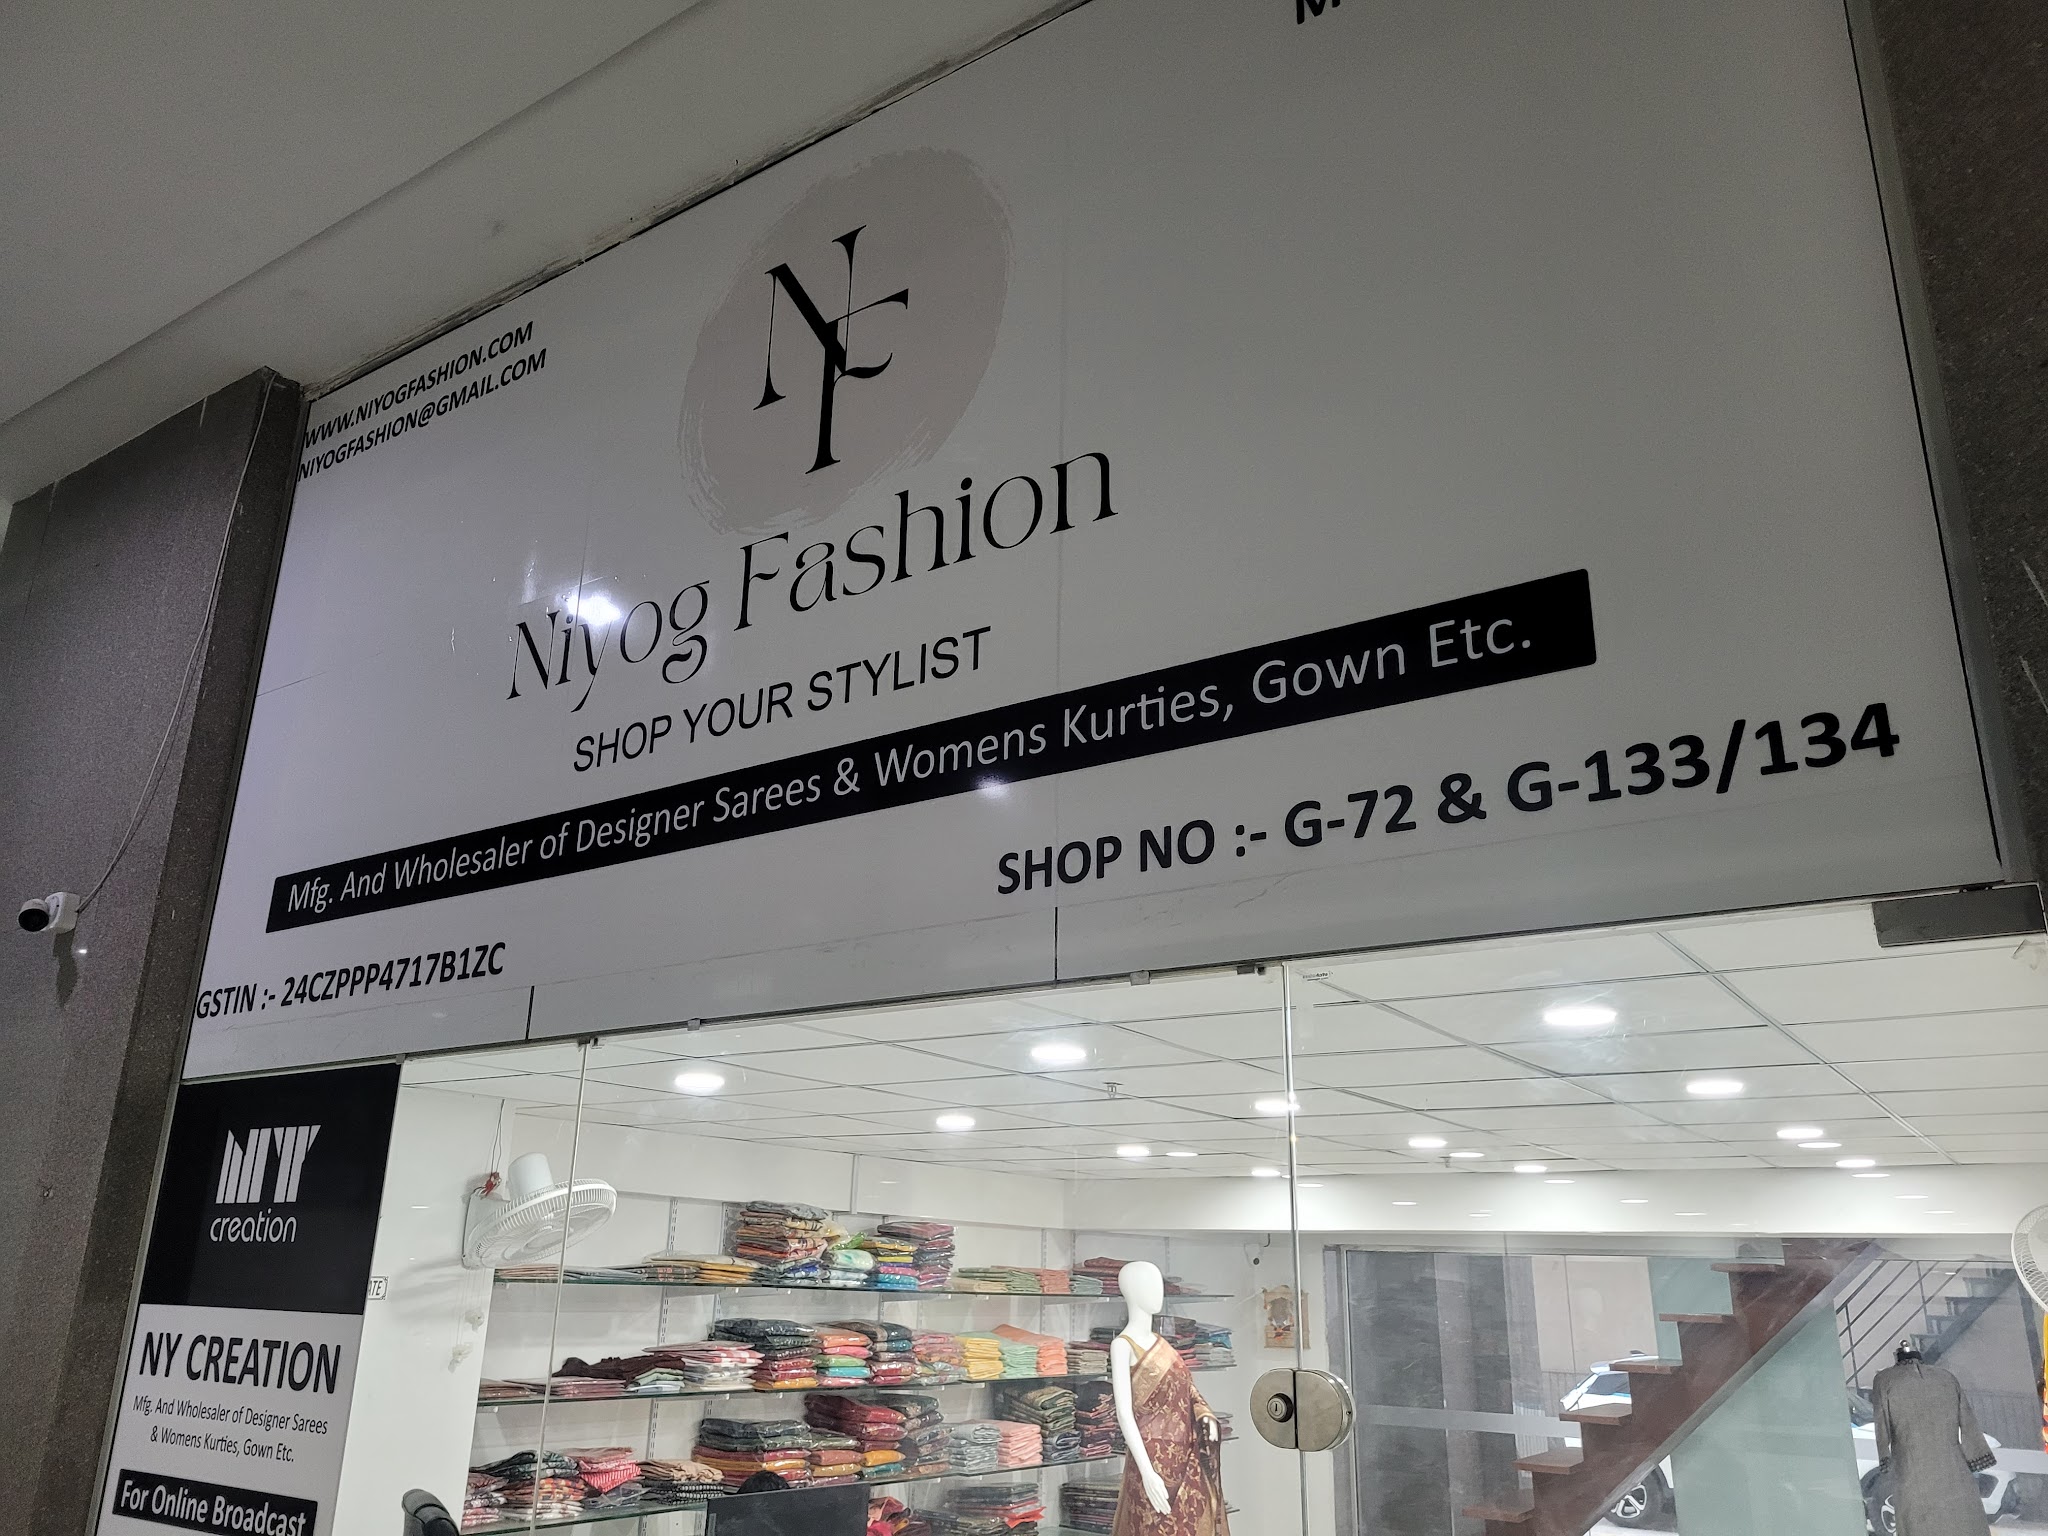 WWW.NIYOGFASHION.COM
NIYOGFASHION@GMAIL.COM
NYF
Niyog Fashion
SHOP YOUR STYLIST
Mfg. And Wholesaler of Designer Sarees & Womens Kurties, Gown Etc.
SHOP NO :- G-72 & G-133/134
GSTIN :- 24CZPPP4717B1ZC
NY
creation
NY CREATION
Mfg. And Wholesaler of Designer Sarees
& Womens Kurties, Gown Etc.
For Online Broadcast